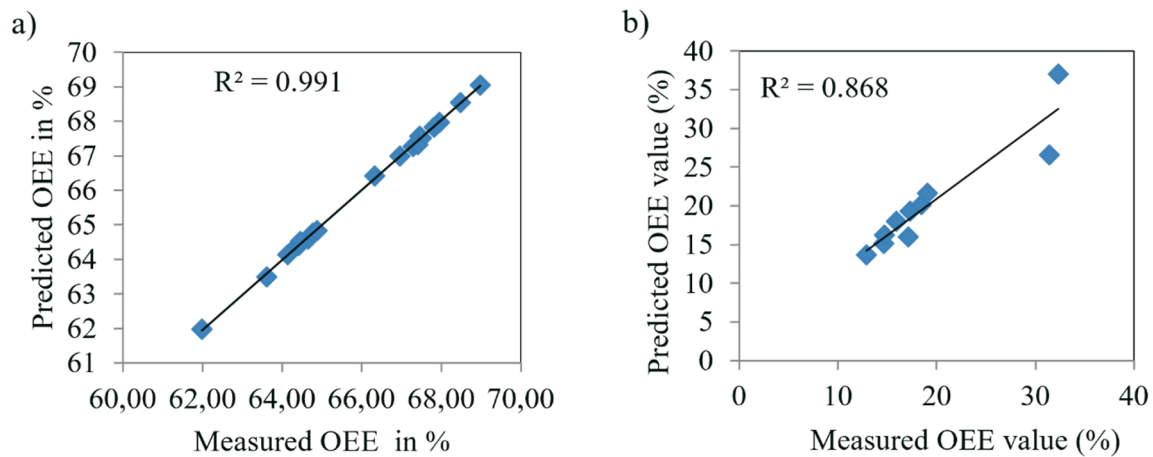 a)
R² = 0.991
Predicted OEE in %
70
69
68
67
66
65
64
63
62
61
60,00 62,00 64,00 66,00 68,00 70,00
Measured OEE in %
b)
R² = 0.868
Predicted OEE value (%)
40
35
30
25
20
15
10
5
0
0 10 20 30 40
Measured OEE value (%)